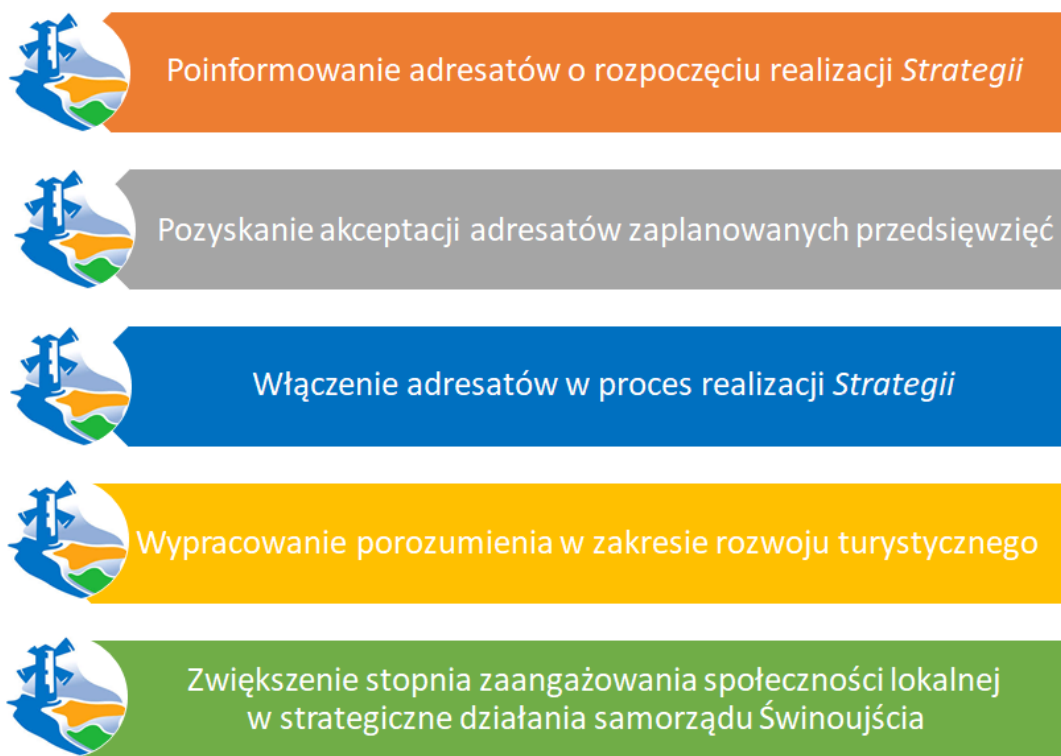 Poinformowanie adresatów o rozpoczęciu realizacji Strategii
Pozyskanie akceptacji adresatów zaplanowanych przedsięwzięć
Włączenie adresatów w proces realizacji Strategii
Wypracowanie porozumienia w zakresie rozwoju turystycznego
Zwiększenie stopnia zaangażowania społeczności lokalnej
w strategiczne działania samorządu Świnoujścia